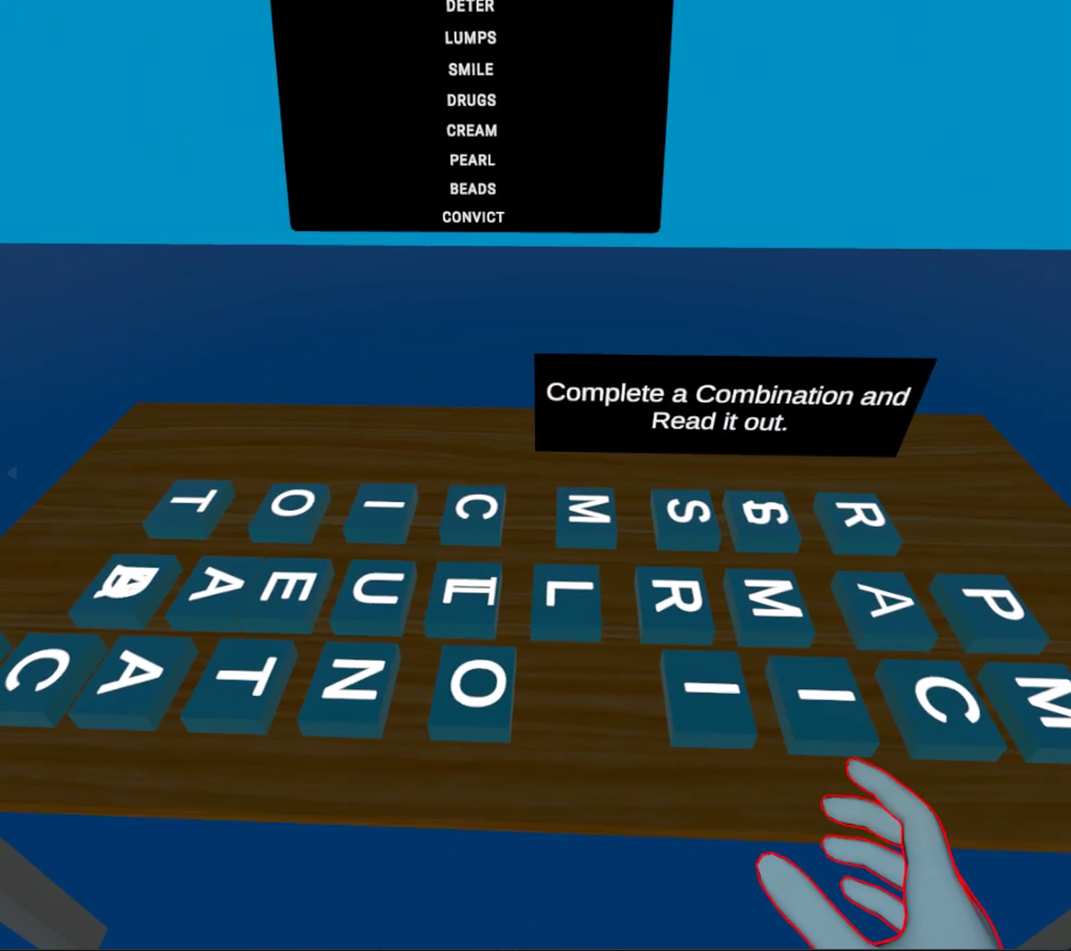 DETER
LUMPS
SMILE
DRUGS
CREAM
PEARL
BEADS
CONVICT
Complete a Combination and
Read it out.
T O I C M S R
A E U L R M A P
C A T N O I I C M